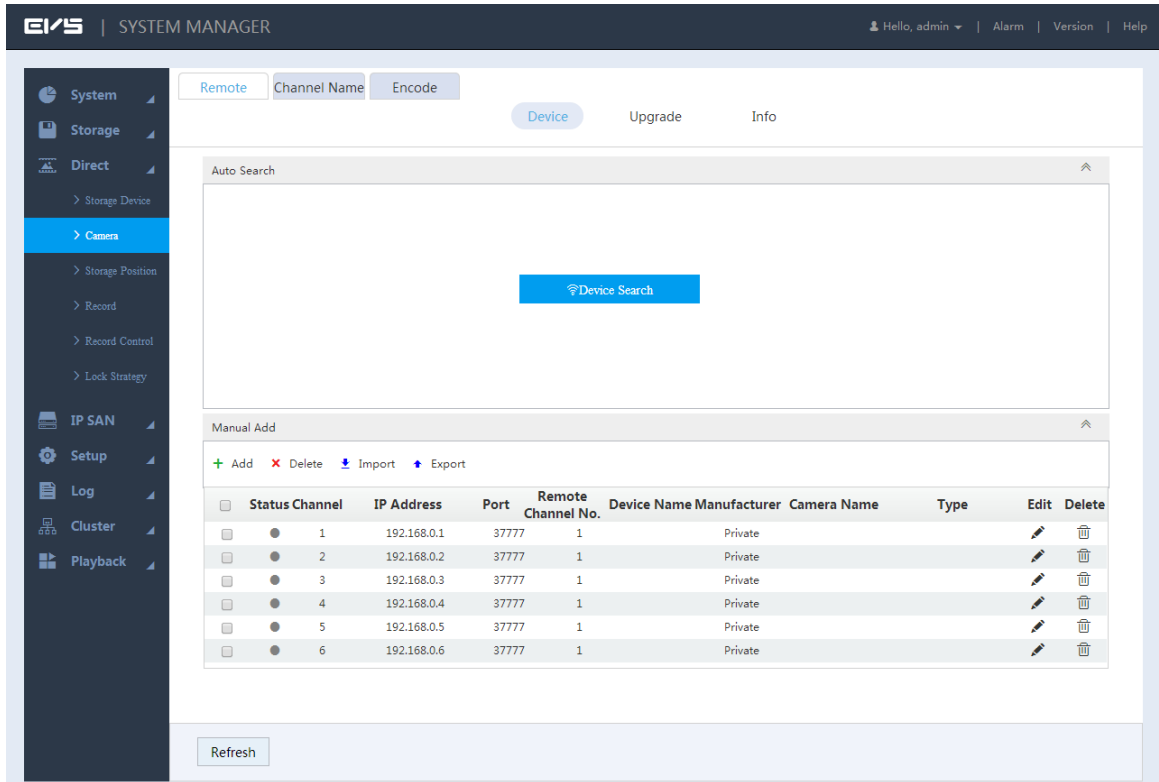 EVS | SYSTEM MANAGER
Hello, admin | Alarm | Version | Help
System
Storage
Direct
> Storage Device
> Camera
> Storage Position
> Record
> Record Control
> Lock Strategy
IP SAN
Setup
Log
Cluster
Playback
Remote Channel Name Encode
Device Upgrade Info
Auto Search
Device Search
Manual Add
+ Add × Delete Import Export
Status Channel IP Address Port Remote Channel No. Device Name Manufacturer Camera Name Type Edit Delete
1 192.168.0.1 37777 1 Private
2 192.168.0.2 37777 1 Private
3 192.168.0.3 37777 1 Private
4 192.168.0.4 37777 1 Private
5 192.168.0.5 37777 1 Private
6 192.168.0.6 37777 1 Private
Refresh